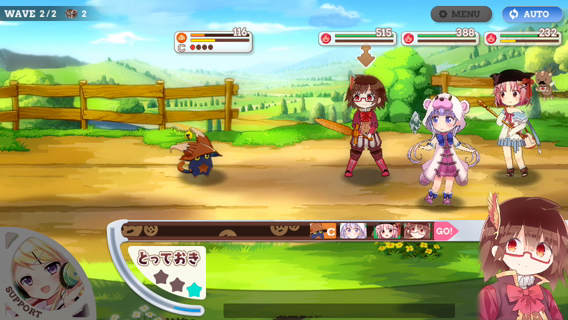 WAVE 2/2 2
MENU
AUTO
116
C
515
388
232
C
GO!
とっておき
SUPPORT